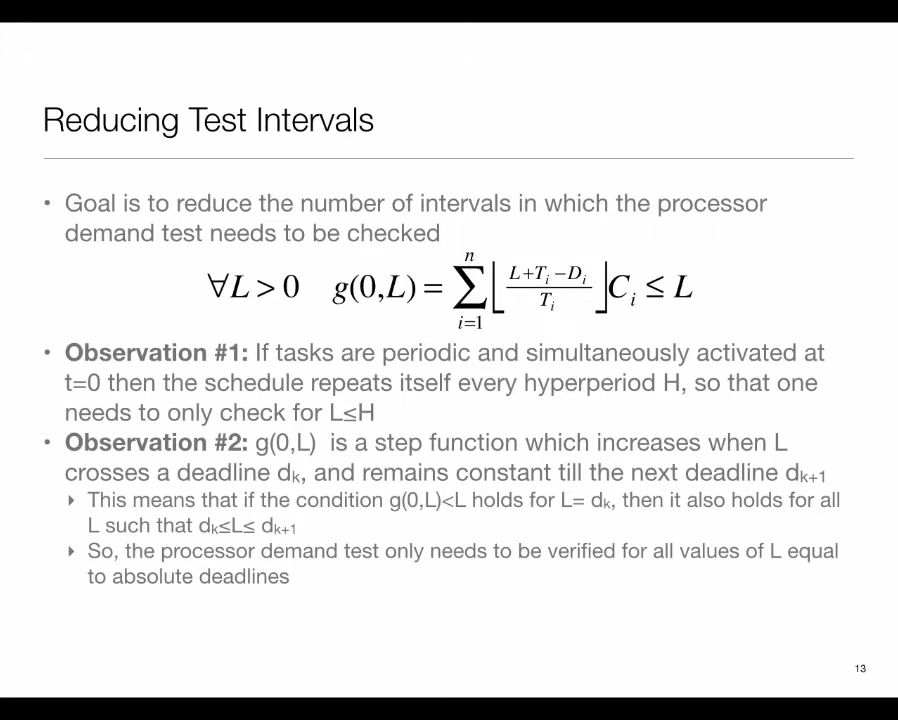 Reducing Test Intervals
• Goal is to reduce the number of intervals in which the processor
demand test needs to be checked
∀L > 0 g(0,L) = ∑_{i=1}^{n} ⌊(L+T_i−D_i)/T_i⌋ C_i ≤ L
• Observation #1: If tasks are periodic and simultaneously activated at
t=0 then the schedule repeats itself every hyperperiod H, so that one
needs to only check for L≤H
• Observation #2: g(0,L) is a step function which increases when L
crosses a deadline d_k, and remains constant till the next deadline d_{k+1}
‣ This means that if the condition g(0,L)<L holds for L= d_k, then it also holds for all
L such that d_k≤L≤ d_{k+1}
‣ So, the processor demand test only needs to be verified for all values of L equal
to absolute deadlines
13